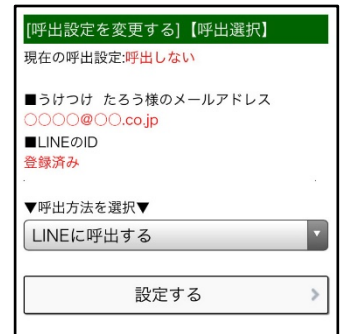 [呼出設定を変更する]【呼出選択】
現在の呼出設定:呼出しない
■うけつけ たろう様のメールアドレス
○○○○@○○.co.jp
■LINEのID
登録済み
▼呼出方法を選択▼
LINEに呼出する
設定する